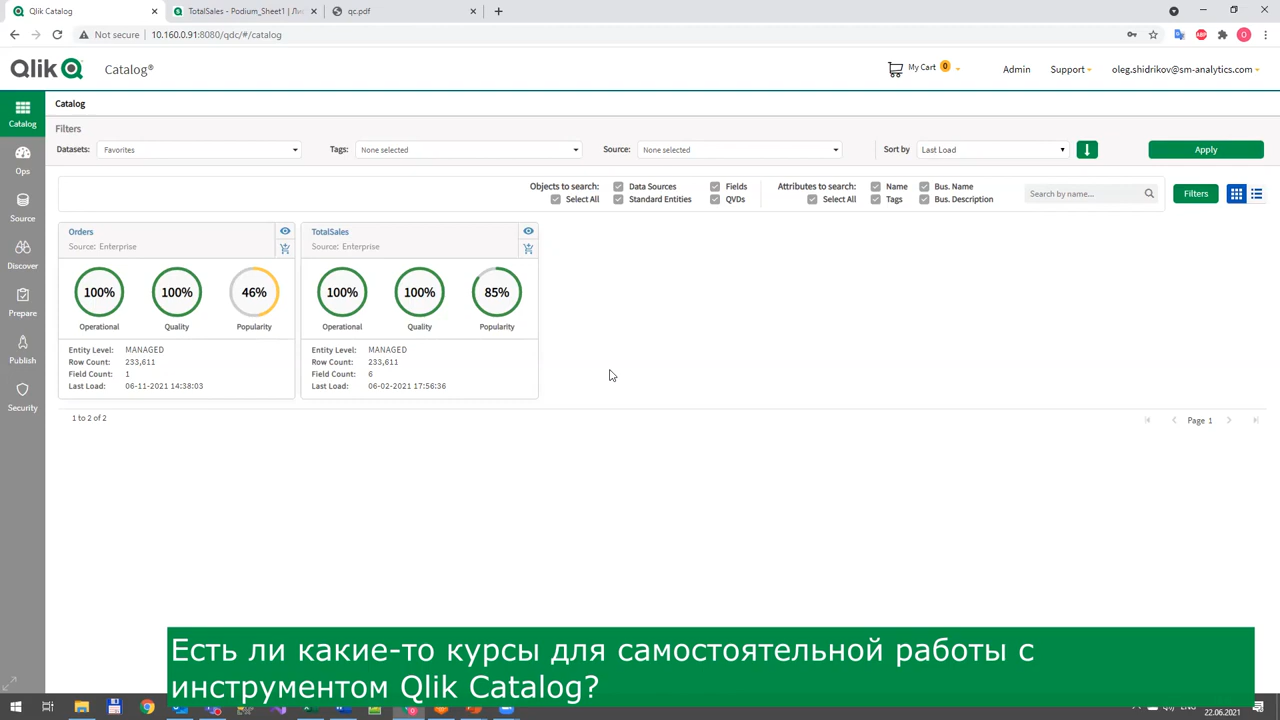 Qlik Catalog
TotalSales - Podium_Sheet1 | Ли
qc.pdf
Not secure
10.160.0.91:8080/qdc/#/catalog
ABP
O
Qlik
Catalog®
My Cart 0
Admin
Support
oleg.shidrikov@sm-analytics.com
Catalog
Ops
Source
Discover
Prepare
Publish
Security
Catalog
Filters
Datasets: Favorites
Tags: None selected
Source: None selected
Sort by Last Load
Apply
Objects to search: Data Sources Fields
Select All Standard Entities QVDs
Attributes to search: Name Bus. Name
Select All Tags Bus. Description
Search by name...
Filters
Orders
Source: Enterprise
100% 100% 46%
Operational Quality Popularity
Entity Level: MANAGED
Row Count: 233,611
Field Count: 1
Last Load: 06-11-2021 14:38:03
TotalSales
Source: Enterprise
100% 100% 85%
Operational Quality Popularity
Entity Level: MANAGED
Row Count: 233,611
Field Count: 6
Last Load: 06-02-2021 17:56:36
1 to 2 of 2
Page 1
Есть ли какие-то курсы для самостоятельной работы с
инструментом Qlik Catalog?
22.06.2021